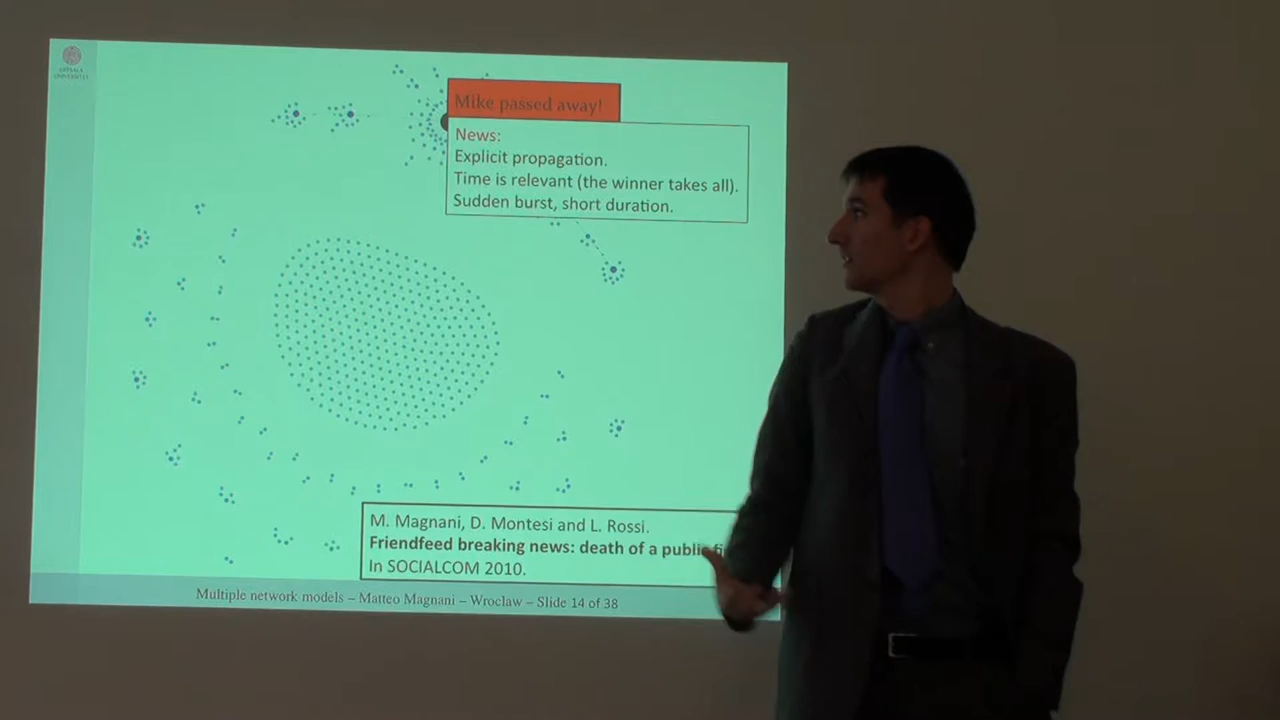 UPPSALA
UNIVERSITET
Mike passed away!
News:
Explicit propagation.
Time is relevant (the winner takes all).
Sudden burst, short duration.
M. Magnani, D. Montesi and L. Rossi.
Friendfeed breaking news: death of a public fi
In SOCIALCOM 2010.
Multiple network models – Matteo Magnani – Wroclaw – Slide 14 of 38